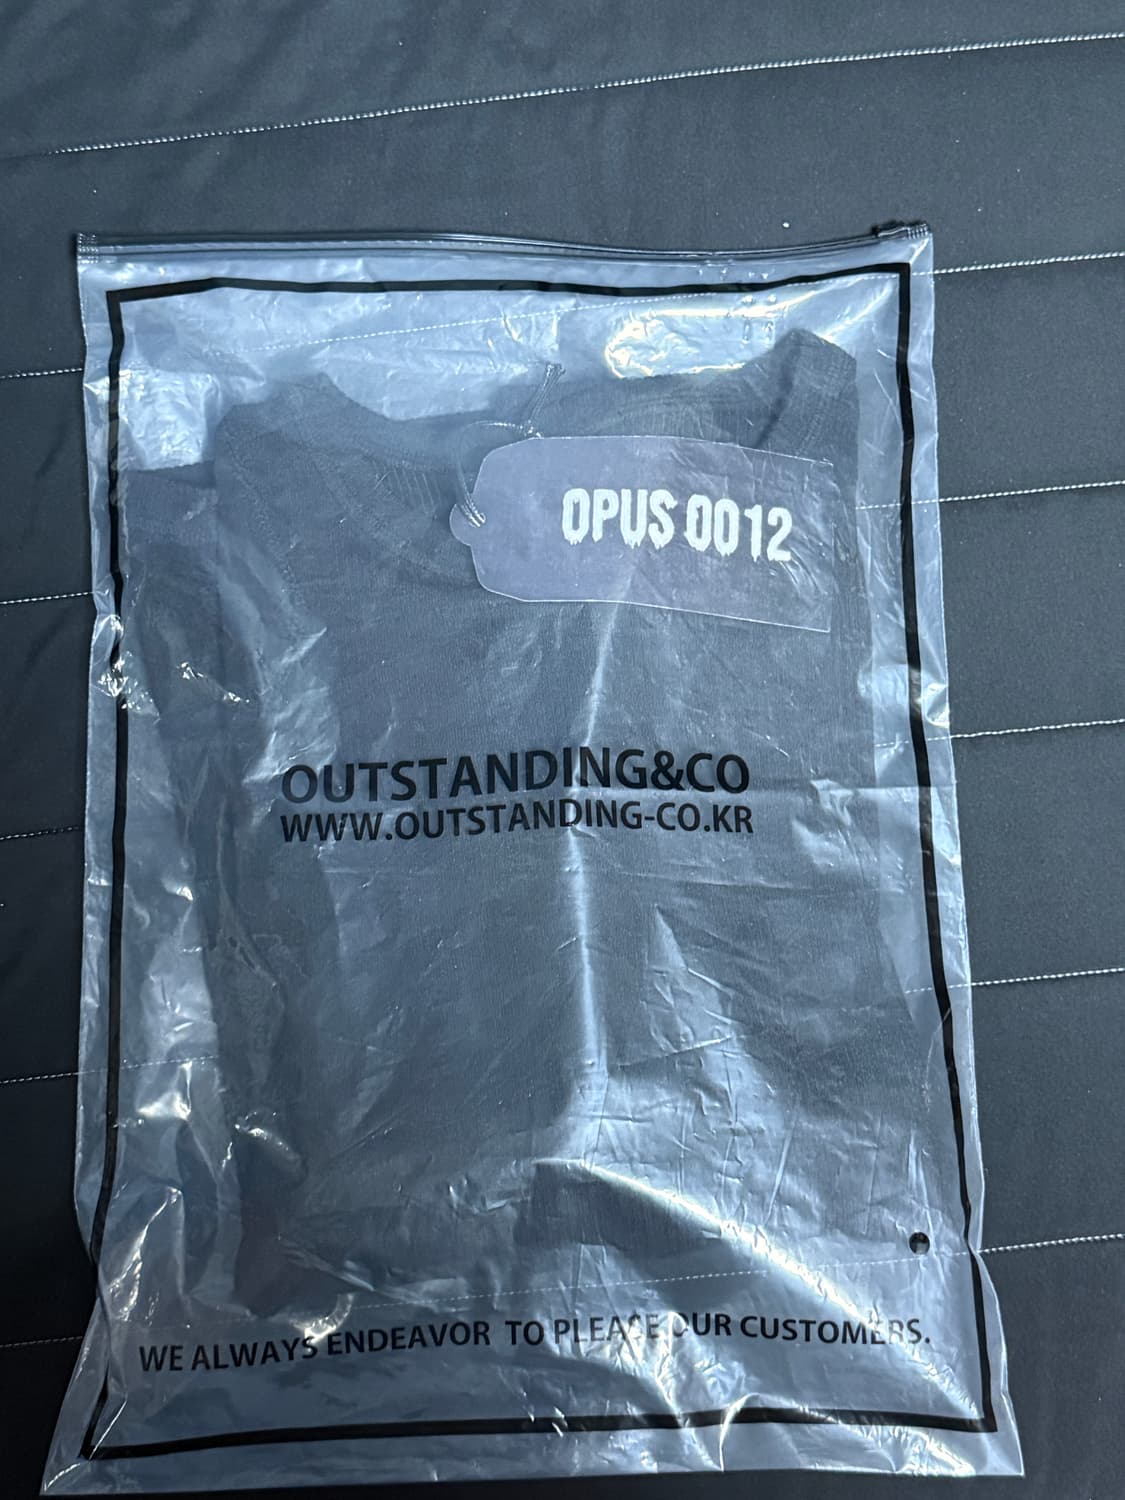 OPUS 0012
OUTSTANDING&CO
WWW.OUTSTANDING-CO.KR
WE ALWAYS ENDEAVOR TO PLEASE OUR CUSTOMERS.